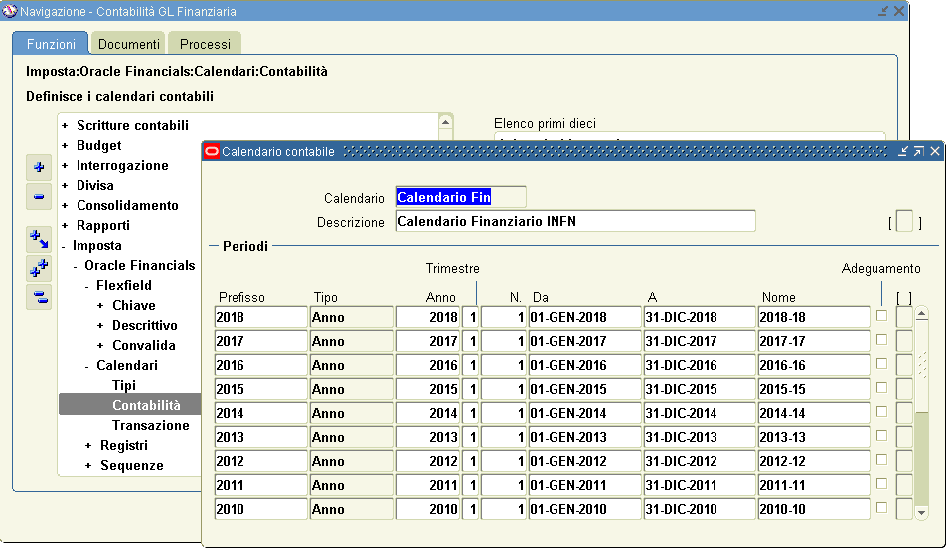 Navigazione - Contabilità GL Finanziaria
Funzioni Documenti Processi
Imposta:Oracle Financials:Calendari:Contabilità
Definisce i calendari contabili
Elenco primi dieci
+ Scritture contabili
+ Budget
+ Interrogazione
+ Divisa
+ Consolidamento
+ Rapporti
- Imposta
- Oracle Financials
- Flexfield
+ Chiave
+ Descrittivo
+ Convalida
- Calendari
Tipi
Contabilità
Transazione
+ Registri
+ Sequenze
Calendario contabile
Calendario Calendario Fin
Descrizione Calendario Finanziario INFN [ ]
Periodi
Trimestre Adeguamento
Prefisso Tipo Anno N. Da A Nome [ ]
2018 Anno 2018 1 1 01-GEN-2018 31-DIC-2018 2018-18
2017 Anno 2017 1 1 01-GEN-2017 31-DIC-2017 2017-17
2016 Anno 2016 1 1 01-GEN-2016 31-DIC-2016 2016-16
2015 Anno 2015 1 1 01-GEN-2015 31-DIC-2015 2015-15
2014 Anno 2014 1 1 01-GEN-2014 31-DIC-2014 2014-14
2013 Anno 2013 1 1 01-GEN-2013 31-DIC-2013 2013-13
2012 Anno 2012 1 1 01-GEN-2012 31-DIC-2012 2012-12
2011 Anno 2011 1 1 01-GEN-2011 31-DIC-2011 2011-11
2010 Anno 2010 1 1 01-GEN-2010 31-DIC-2010 2010-10